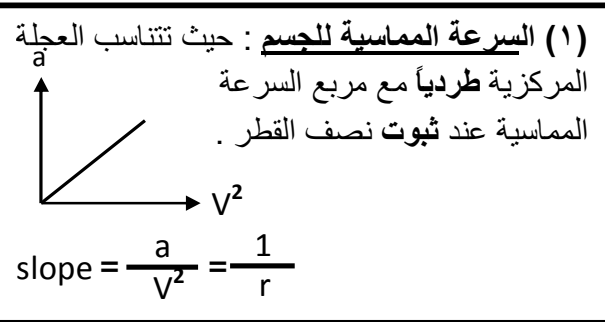 (١) السرعة المماسية للجسم : حيث تتناسب العجلة
المركزية طردياً مع مربع السرعة
المماسية عند ثبوت نصف القطر .
a
V²
slope = a / V² = 1 / r